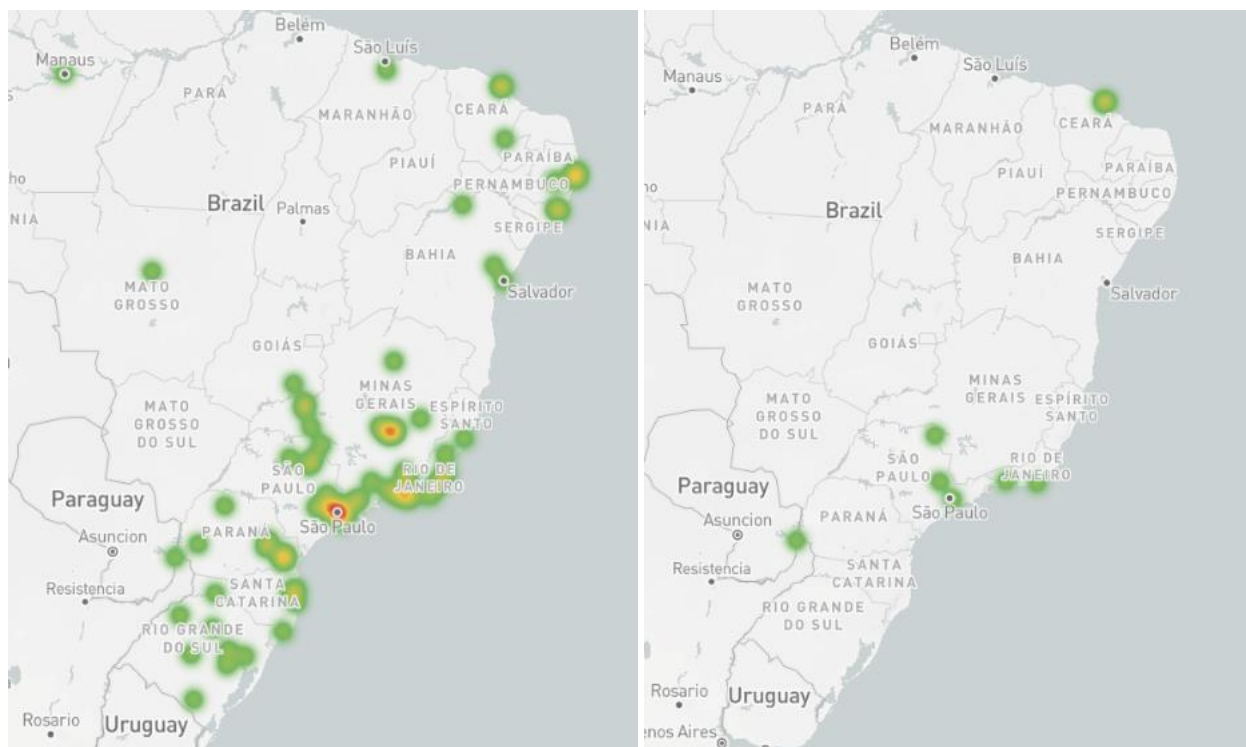 Belém
São Luís
Manaus
PARÁ
CEARÁ
MARANHÃO
PARAÍBA
PIAUÍ
PERNAMBUCO
Brazil
Palmas
SERGIPE
NIA
BAHIA
MATO
GROSSO
Salvador
GOIÁS
MINAS
GERAIS
ESPÍRITO
SANTO
MATO
GROSSO
DO SUL
SÃO
PAULO
RIO DE
JANEIRO
Paraguay
São Paulo
PARANÁ
Asuncion
Resistencia
SANTA
CATARINA
RIO GRANDE
DO SUL
Rosario
Uruguay
Belém
São Luís
Manaus
PARÁ
CEARÁ
MARANHÃO
PARAÍBA
PIAUÍ
PERNAMBUCO
Brazil
NIA
SERGIPE
BAHIA
MATO
GROSSO
Salvador
GOIÁS
MINAS
GERAIS
ESPÍRITO
SANTO
MATO
GROSSO
DO SUL
SÃO
PAULO
RIO DE
JANEIRO
Paraguay
São Paulo
PARANÁ
Asuncion
Resistencia
SANTA
CATARINA
RIO GRANDE
DO SUL
Rosario
Uruguay
enos Aires